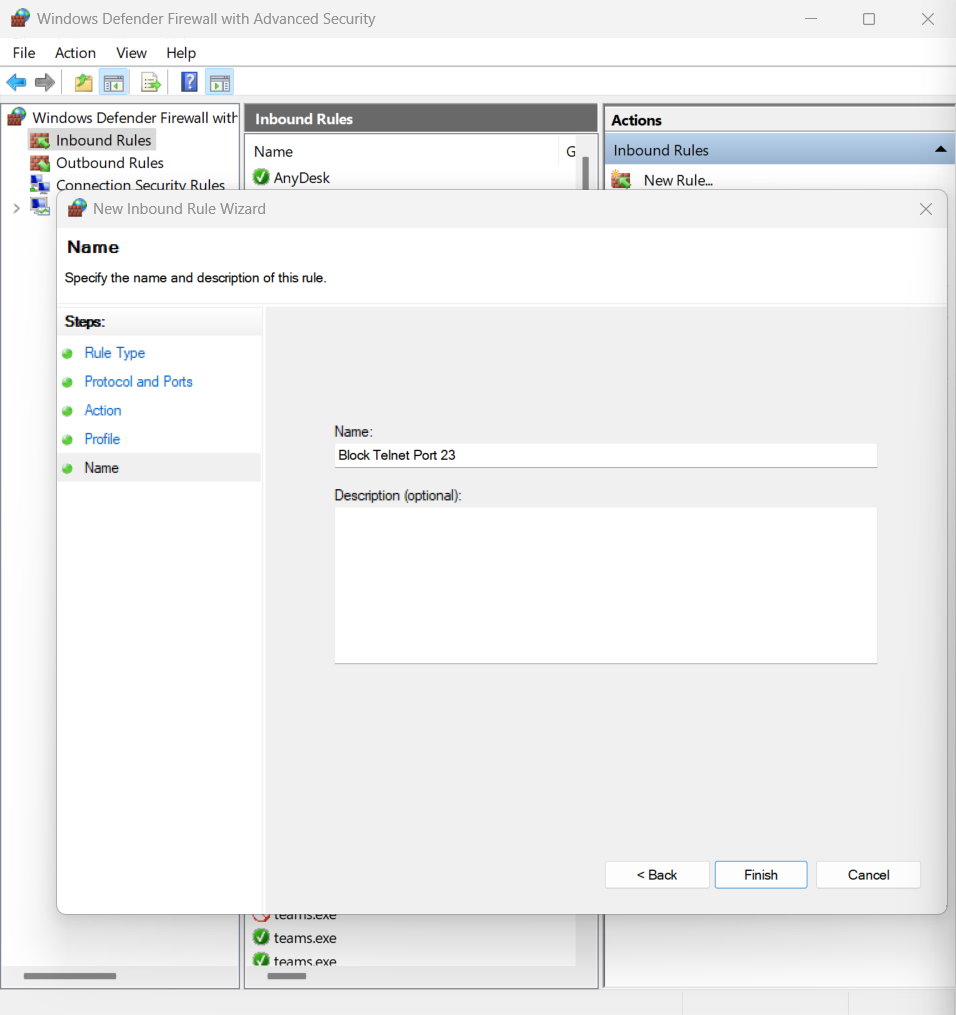 Windows Defender Firewall with Advanced Security
File Action View Help
Windows Defender Firewall with
Inbound Rules
Outbound Rules
Connection Security Rules
Inbound Rules
Name G
AnyDesk
Actions
Inbound Rules
New Rule...
New Inbound Rule Wizard
Name
Specify the name and description of this rule.
Steps:
Rule Type
Protocol and Ports
Action
Profile
Name
Name:
Block Telnet Port 23
Description (optional):
< Back Finish Cancel
teams.exe
teams.exe
teams.exe